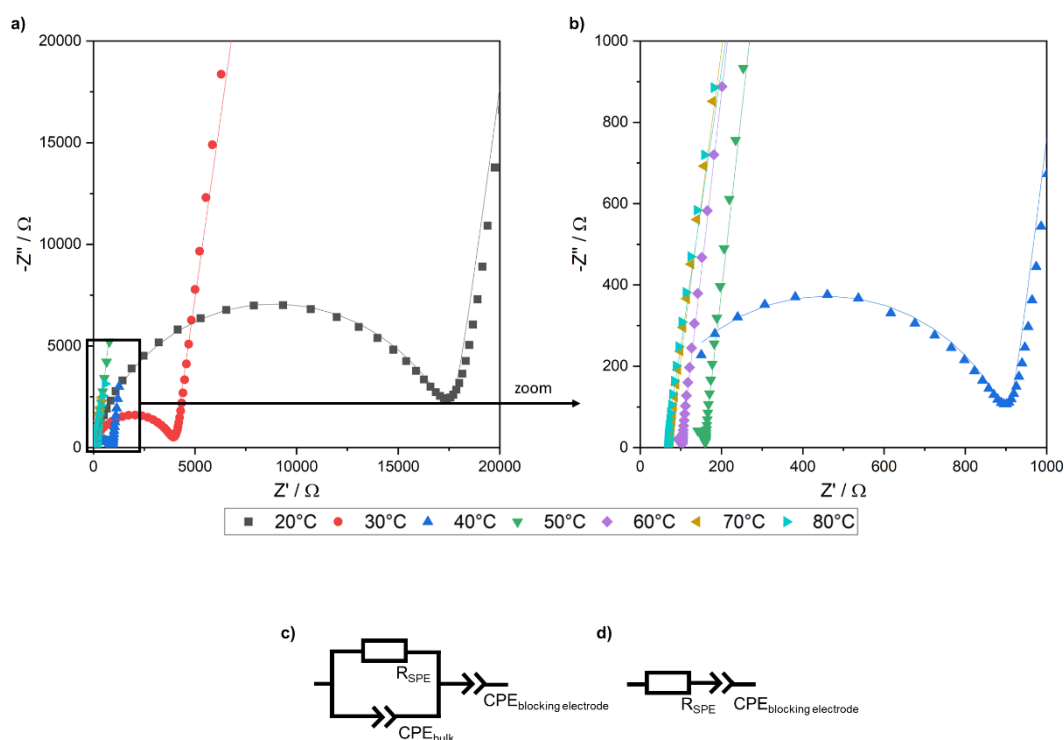 a)
b)
20000
15000
10000
5000
0
-Z'' / Ω
0
5000
10000
15000
20000
Z' / Ω
zoom
1000
800
600
400
200
0
-Z'' / Ω
0
200
400
600
800
1000
Z' / Ω
20°C 30°C 40°C 50°C 60°C 70°C 80°C
c)
d)
R_SPE
CPE_bulk
CPE_blocking electrode
R_SPE
CPE_blocking electrode